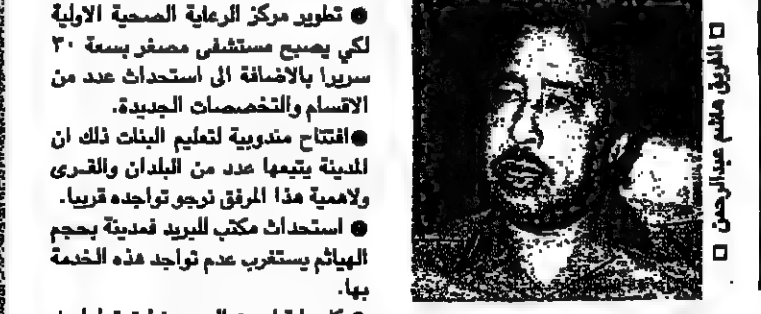 ● تطوير مركز الرعاية الصحية الاولية
لكي يصبح مستشفى مصغر بسعة ٣٠
سريرا بالاضافة الى استحداث عدد من
الاقسام والتخصصات الجديدة.
●افتتاح مندوبية لتعليم البنات ذلك ان
المدينة يتبعها عدد من البلدان والقرى
ولاهمية هذا المرفق نرجو تواجده قريبا.
● استحداث مكتب للبريد فمدينة بحجم
الهياثم يستغرب عدم تواجد هذه الخدمة
بها.
□ الفريق هاشم عبدالرحمن □